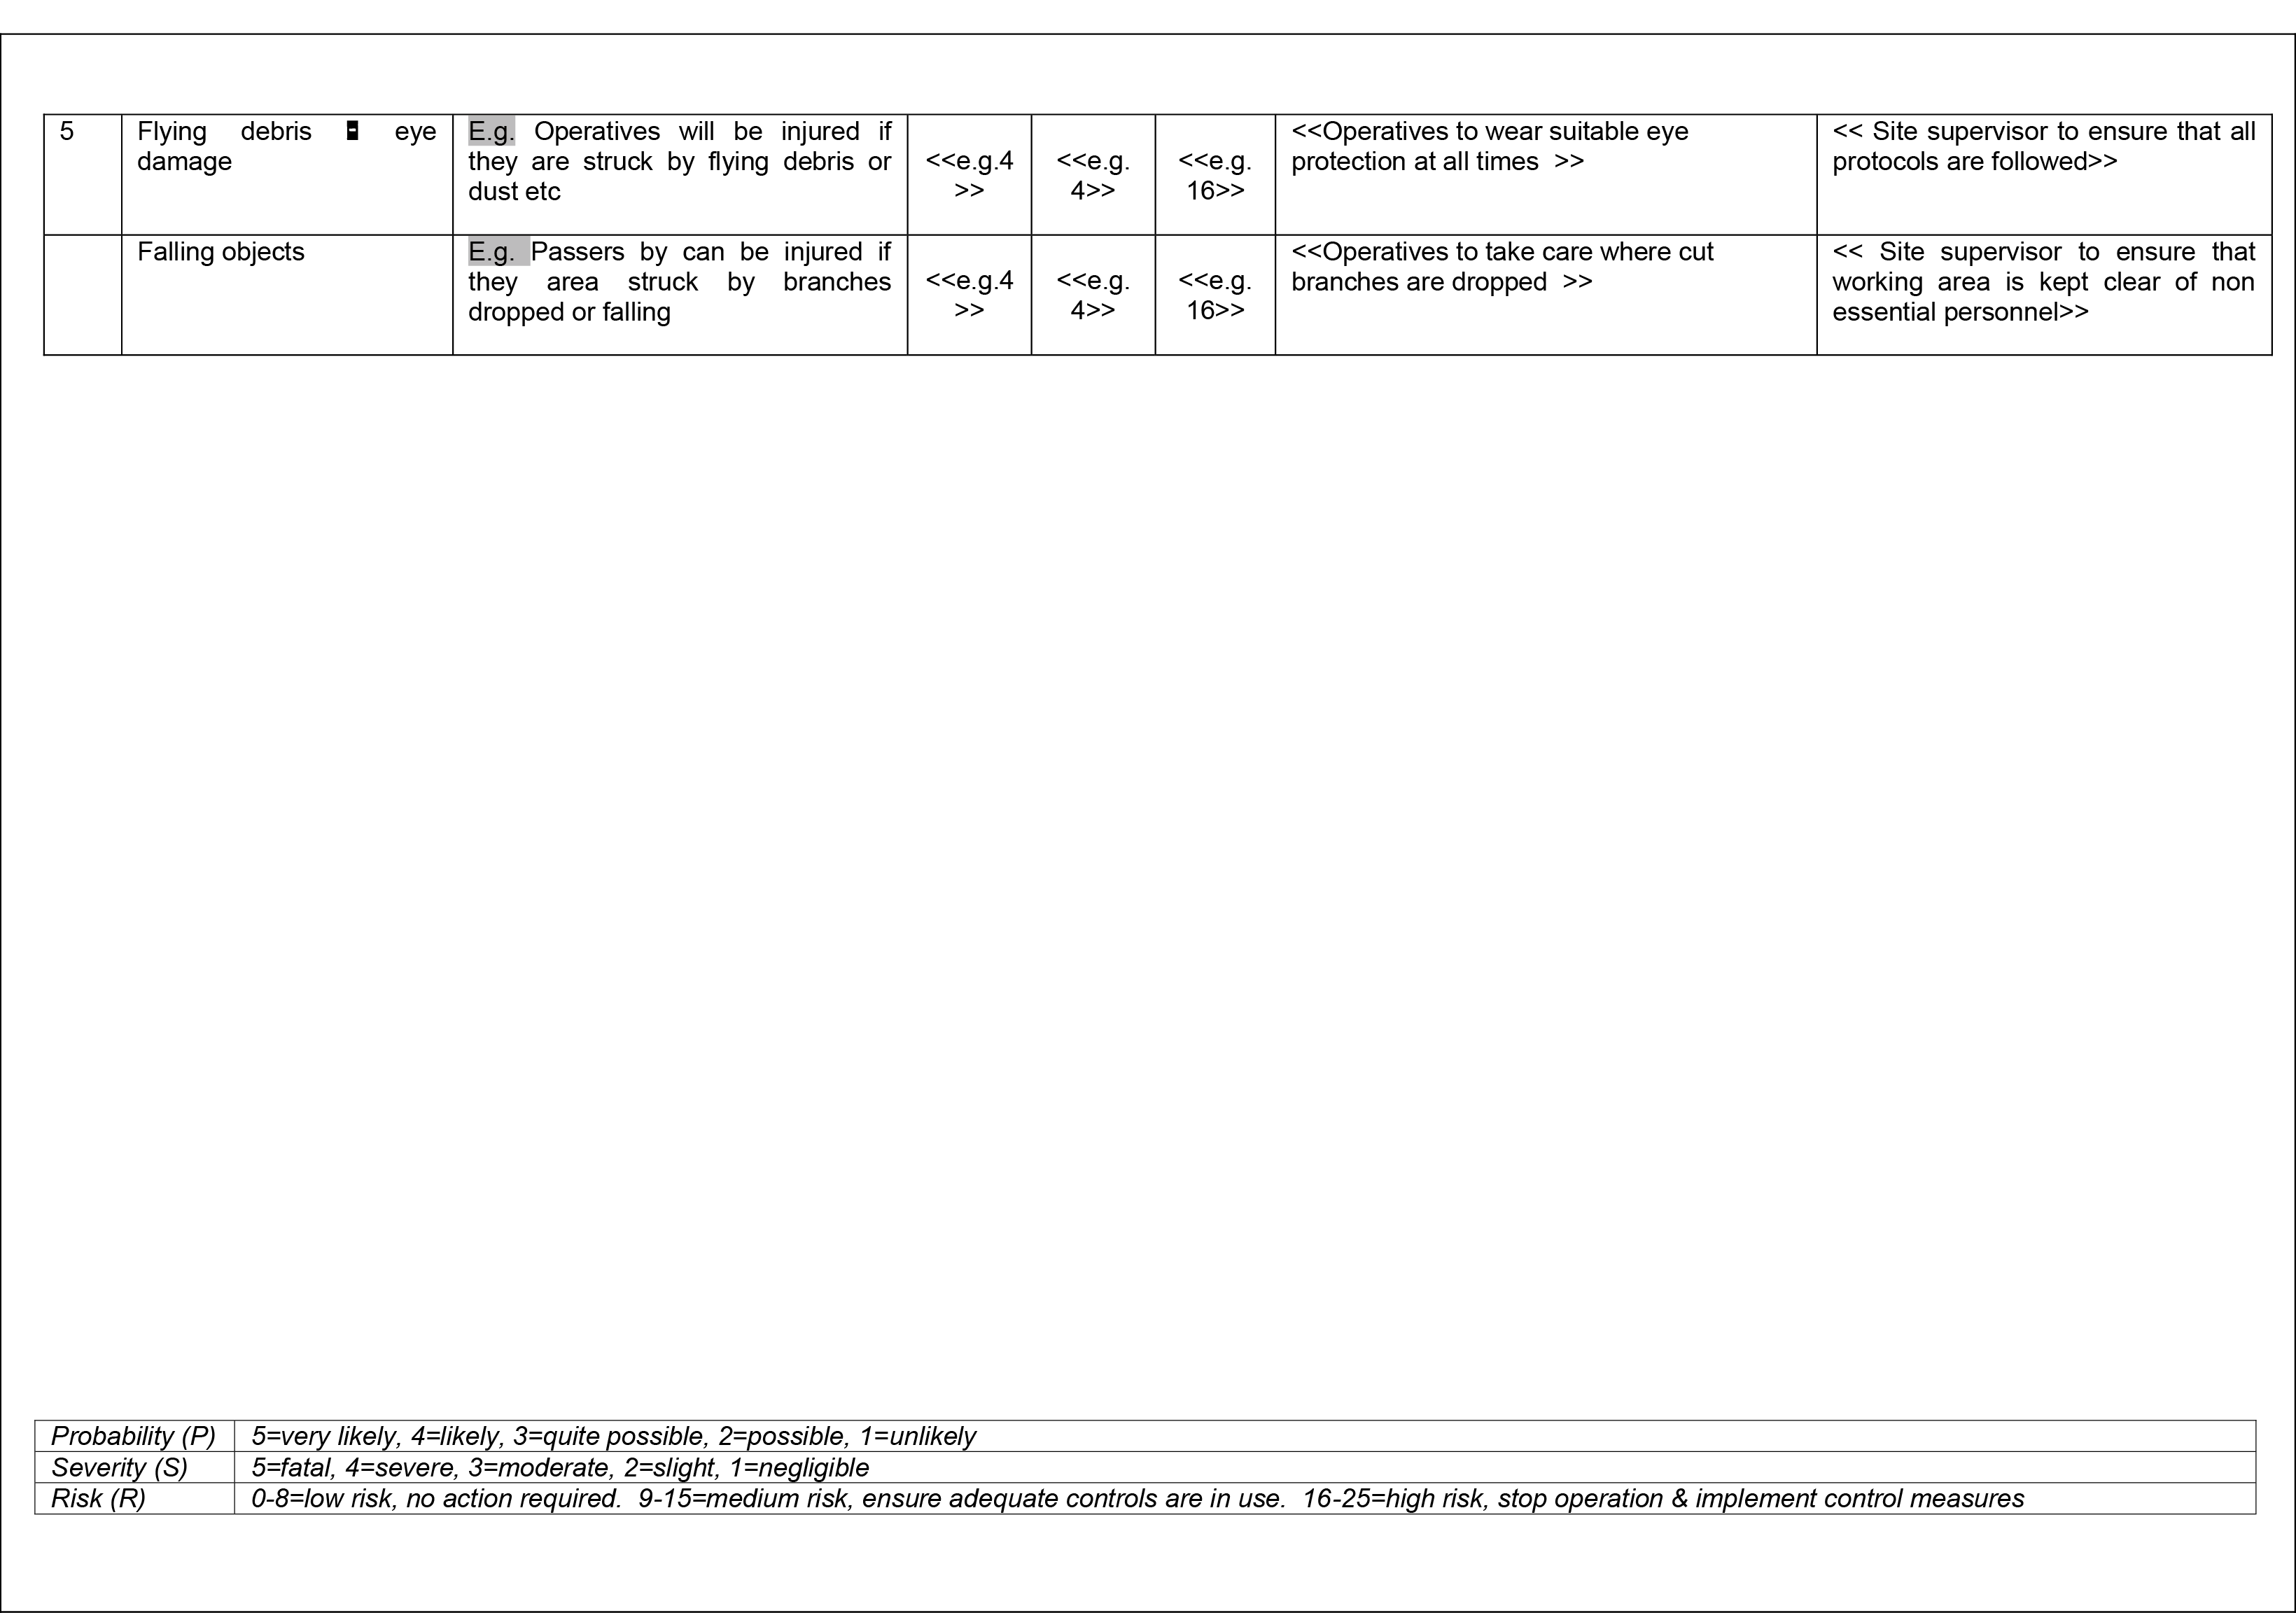 5
Flying debris - eye
damage
E.g. Operatives will be injured if
they are struck by flying debris or
dust etc
<<e.g.4
>>
<<e.g.
4>>
<<e.g.
16>>
<<Operatives to wear suitable eye
protection at all times >>
<< Site supervisor to ensure that all
protocols are followed>>
Falling objects
E.g. Passers by can be injured if
they area struck by branches
dropped or falling
<<e.g.4
>>
<<e.g.
4>>
<<e.g.
16>>
<<Operatives to take care where cut
branches are dropped >>
<< Site supervisor to ensure that
working area is kept clear of non
essential personnel>>
Probability (P) 5=very likely, 4=likely, 3=quite possible, 2=possible, 1=unlikely
Severity (S) 5=fatal, 4=severe, 3=moderate, 2=slight, 1=negligible
Risk (R) 0-8=low risk, no action required. 9-15=medium risk, ensure adequate controls are in use. 16-25=high risk, stop operation & implement control measures